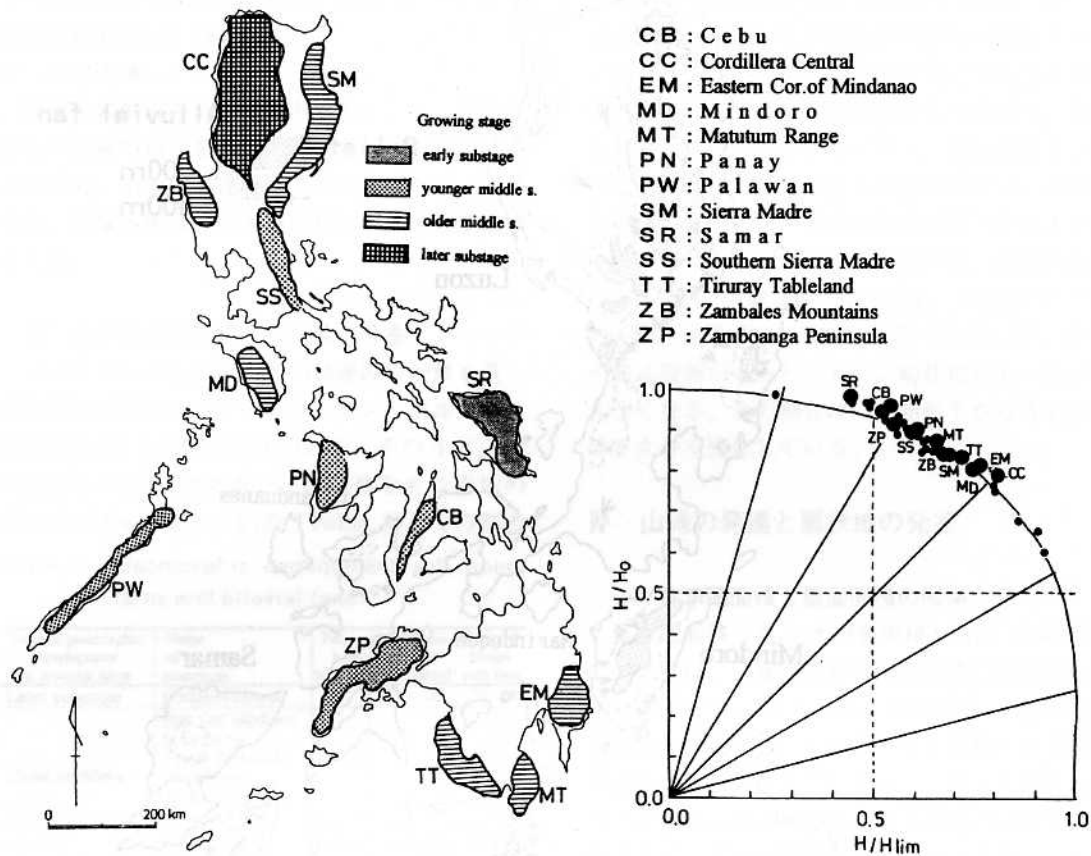 CC
SM
ZB
SS
MD
SR
PN
CB
PW
ZP
EM
TT
MT
0 200 km
Growing stage
early substage
younger middle s.
older middle s.
later substage
CB : Cebu
CC : Cordillera Central
EM : Eastern Cor.of Mindanao
MD : Mindoro
MT : Matutum Range
PN : Panay
PW : Palawan
SM : Sierra Madre
SR : Samar
SS : Southern Sierra Madre
TT : Tiruray Tableland
ZB : Zambales Mountains
ZP : Zamboanga Peninsula
1.0
SR
CB
PW
ZP
SS
PN
MT
ZB
SM
TT
MD
EM
CC
H/Ho
0.5
0.0
0.0 0.5 1.0
H/Hlim